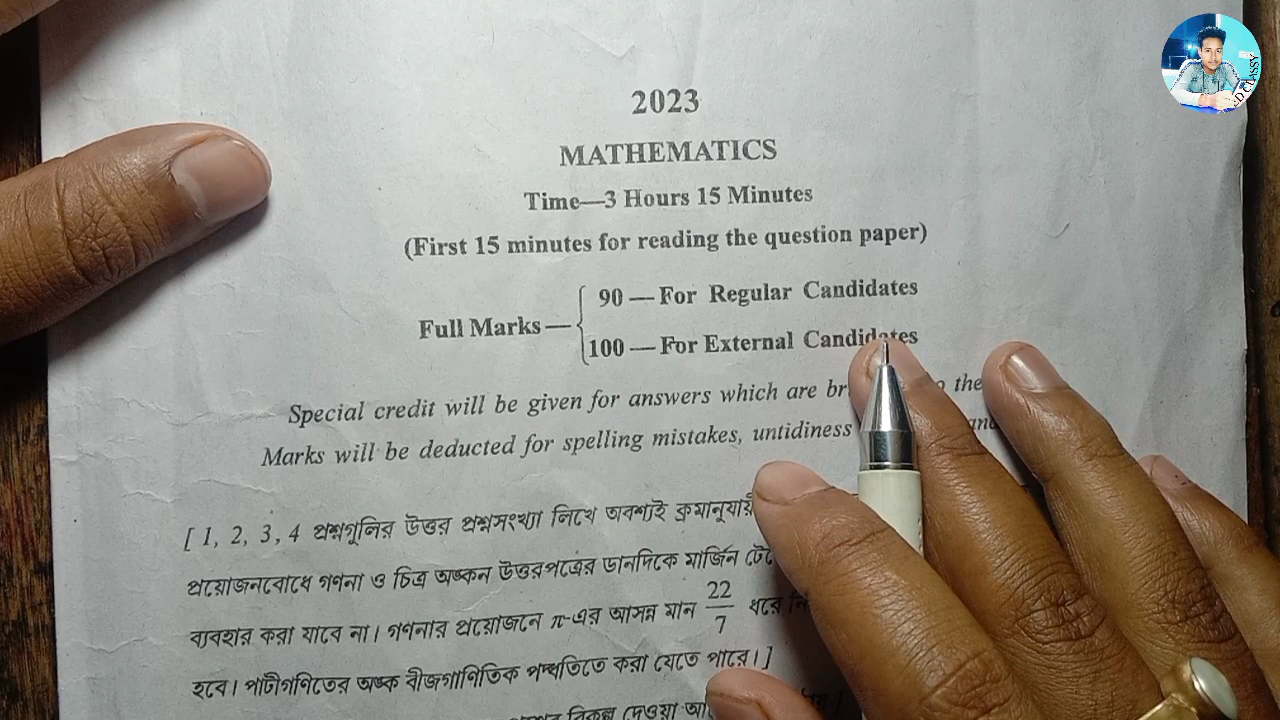 2023
MATHEMATICS
Time—3 Hours 15 Minutes
(First 15 minutes for reading the question paper)
Full Marks— { 90 — For Regular Candidates
100 — For External Candidates
Special credit will be given for answers which are the
Marks will be deducted for spelling mistakes, untidiness
[ 1, 2, 3, 4 প্রশ্নগুলির উত্তর প্রশ্নসংখ্যা লিখে অবশ্যই
প্রয়োজনবোধে গণনা ও চিত্র অঙ্কন উত্তরপত্রের ডানদিকে মার্জিন
ব্যবহার করা যাবে না। গণনার প্রয়োজনে π-এর আসন্ন মান 22/7 ধরে
হবে। পাটীগণিতের অঙ্ক বীজগাণিতিক পদ্ধতিতে করা যেতে পারে।]
বিকল্প দেওয়া